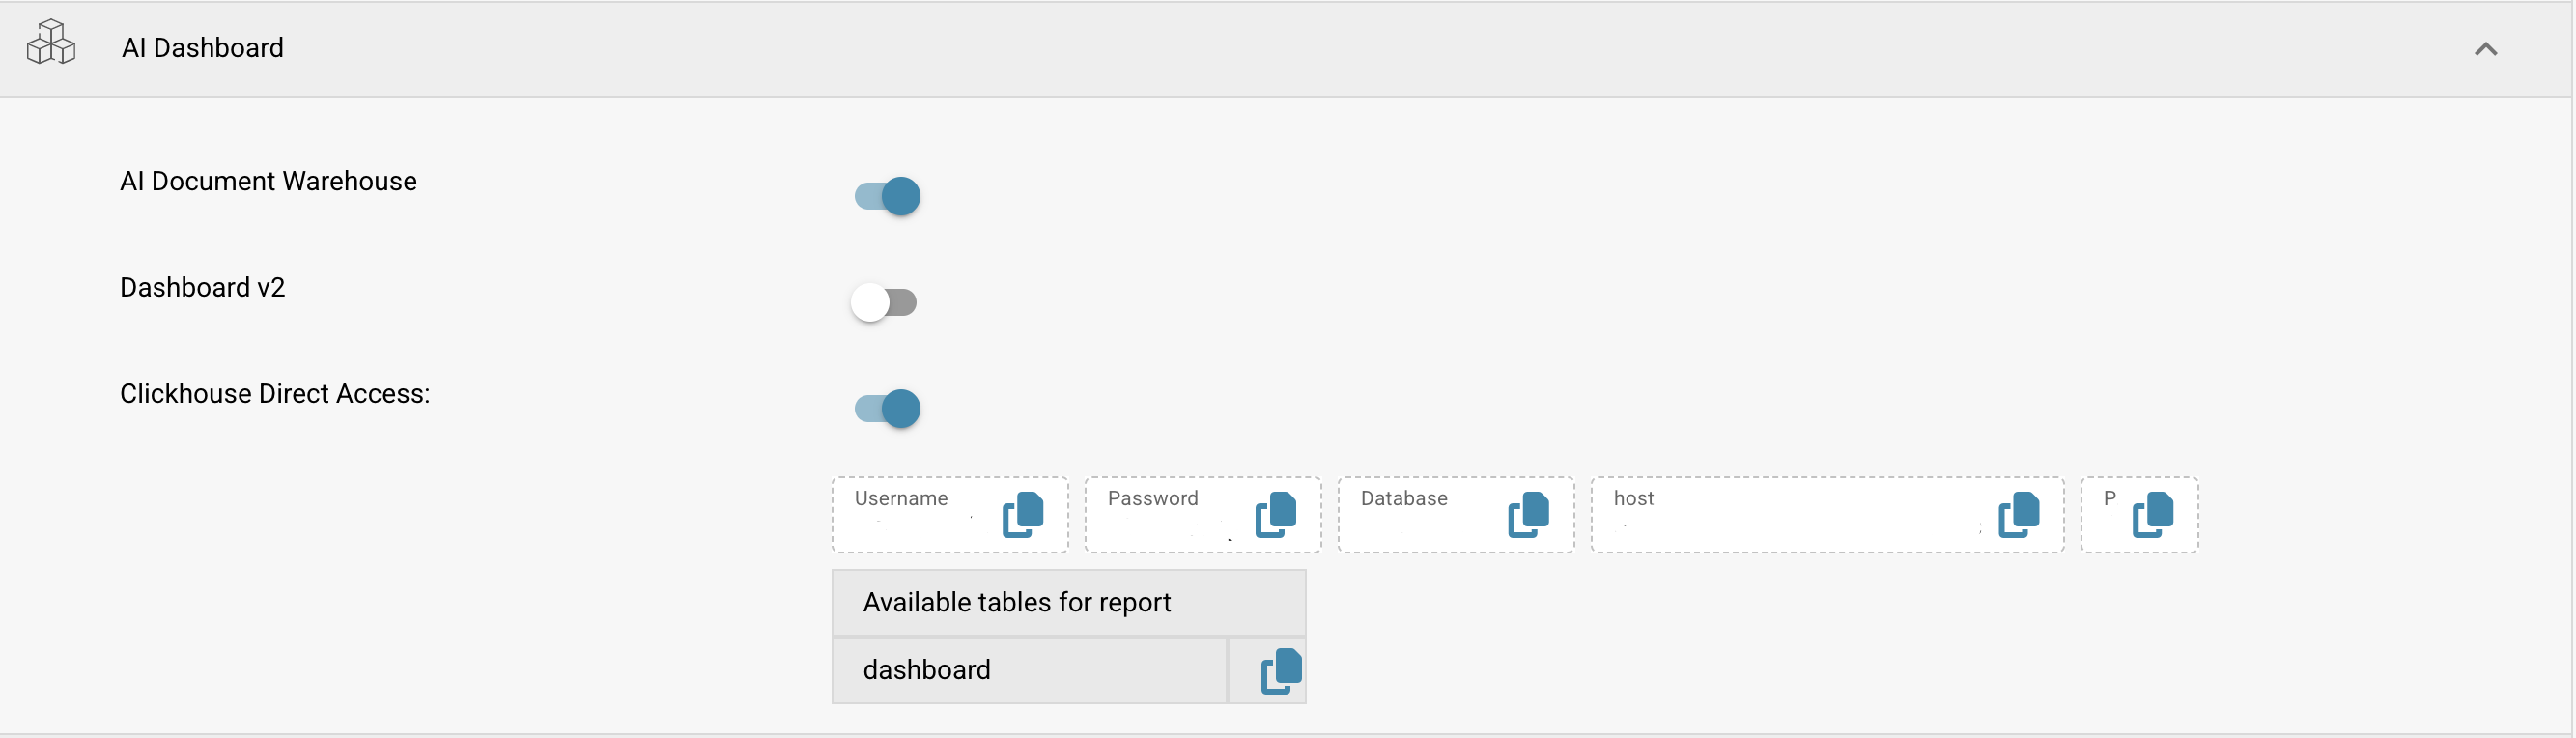 AI Dashboard
AI Document Warehouse
Dashboard v2
Clickhouse Direct Access:
Username
Password
Database
host
P
Available tables for report
dashboard